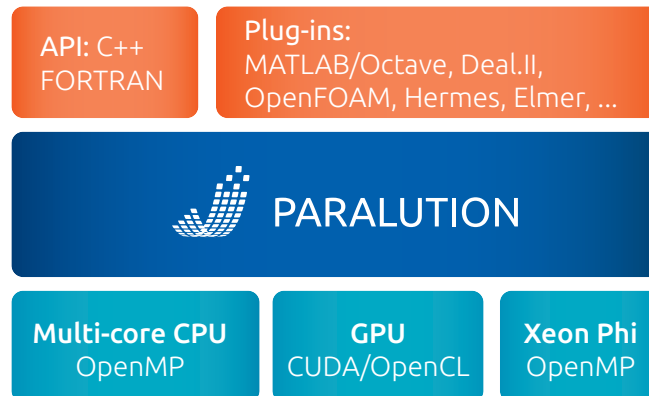 API: C++
FORTRAN
Plug-ins:
MATLAB/Octave, Deal.II,
OpenFOAM, Hermes, Elmer, ...
PARALUTION
Multi-core CPU
OpenMP
GPU
CUDA/OpenCL
Xeon Phi
OpenMP